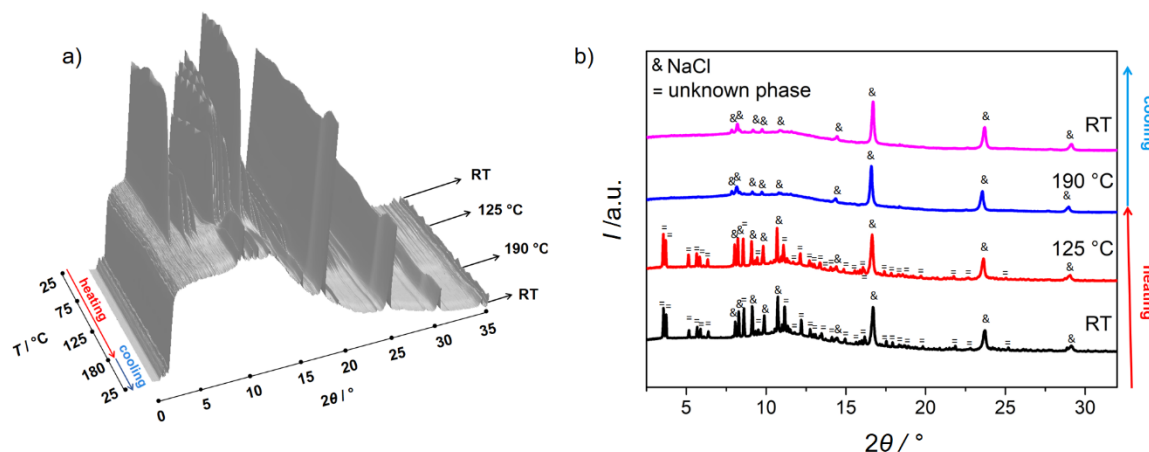 a)
RT
125 °C
190 °C
RT
25
75
125
180
25
T / °C
heating
cooling
0
5
10
15
20
25
30
35
2θ / °
b)
& NaCl
= unknown phase
& & & & & & & & &
RT
& & & & & & & & &
190 °C
= = = = = & & = & & & = = = = = = & = = = & = = = = = = = = & =
125 °C
= = = = = & & = & = & & = = = = = = & = = = & = = = = = = = & = &
RT
I /a.u.
5
10
15
20
25
30
2θ / °
cooling
heating